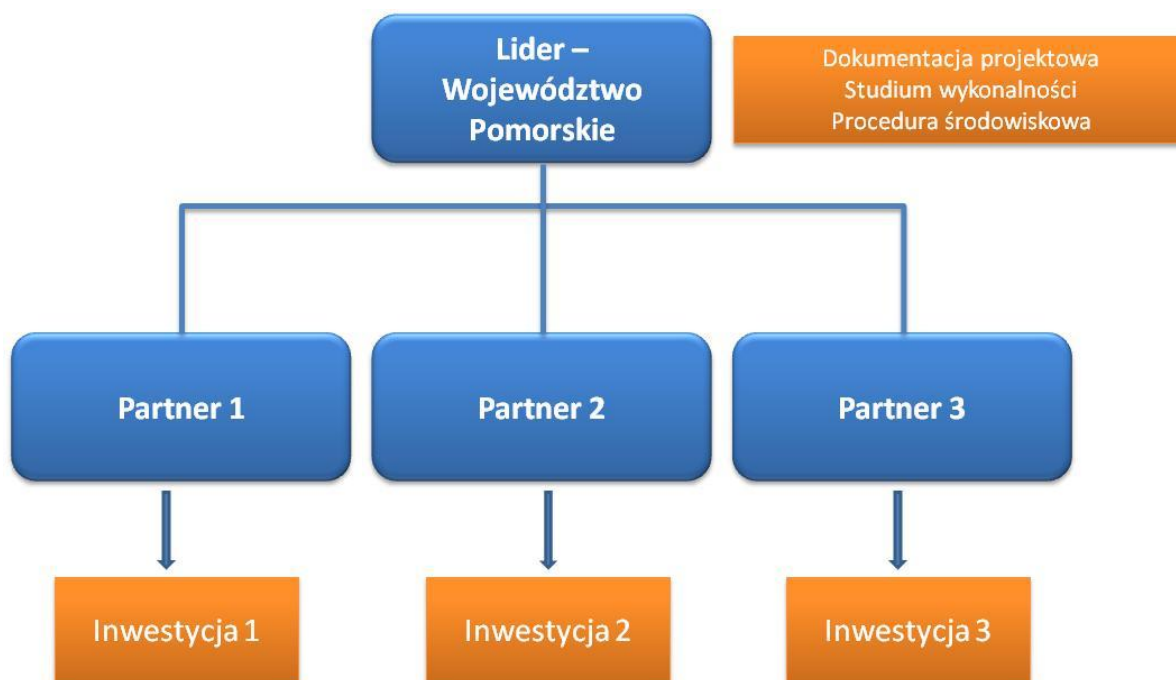 Lider –
Województwo
Pomorskie
Dokumentacja projektowa
Studium wykonalności
Procedura środowiskowa
Partner 1
Partner 2
Partner 3
Inwestycja 1
Inwestycja 2
Inwestycja 3